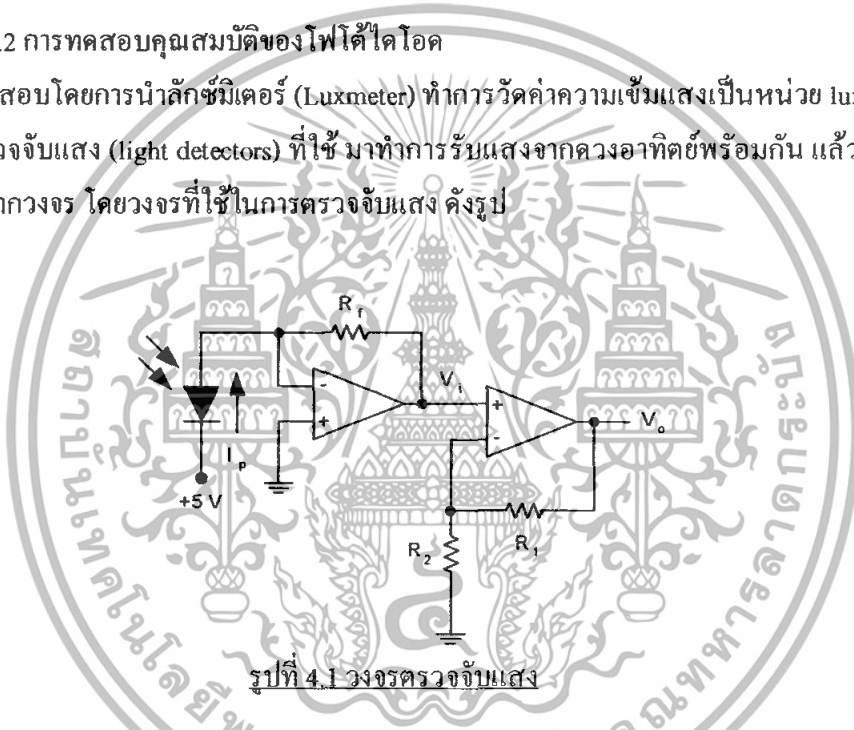 .2 การทดสอบคุณสมบัติของโฟโต้ไดโอด
สอบโดยการนำลักซ์มิเตอร์ (Luxmeter) ทำการวัดค่าความเข้มแสงเป็นหน่วย lu
วจจับแสง (light detectors) ที่ใช้ มาทำการรับแสงจากดวงอาทิตย์พร้อมกัน แล้ว
ากวงจร โดยวงจรที่ใช้ในการตรวจจับแสง ดังรูป
R f
V i
-
+
+
-
V o
I p
+5 V
R 1
R 2
รูปที่ 4.1 วงจรตรวจจับแสง